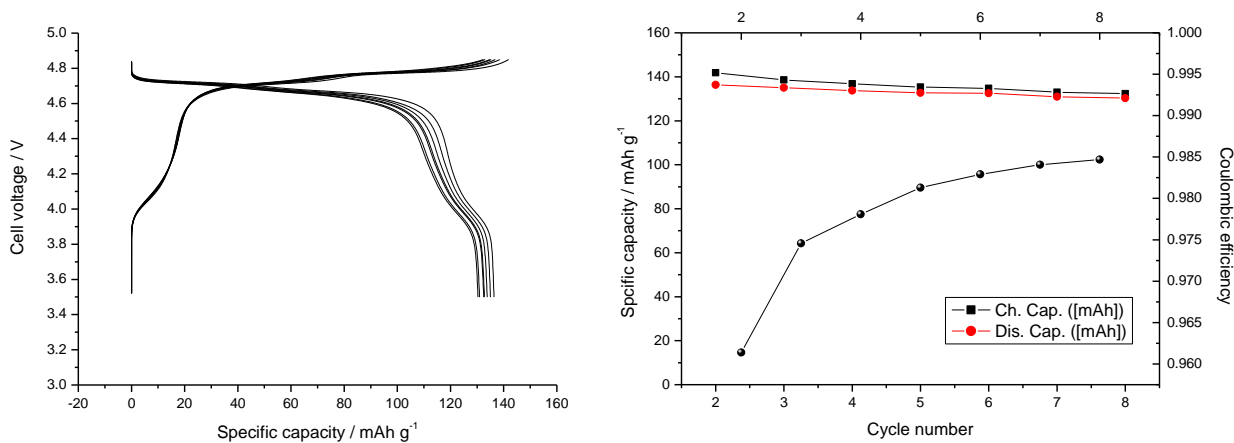 5.0
4.8
4.6
4.4
4.2
4.0
3.8
3.6
3.4
3.2
3.0
Cell voltage / V
-20 0 20 40 60 80 100 120 140 160
Specific capacity / mAh g-1
2 4 6 8
160
140
120
100
80
60
40
20
0
Spcific capacity / mAh g-1
1.000
0.995
0.990
0.985
0.980
0.975
0.970
0.965
0.960
Coulombic efficiency
Ch. Cap. ([mAh])
Dis. Cap. ([mAh])
2 3 4 5 6 7 8
Cycle number